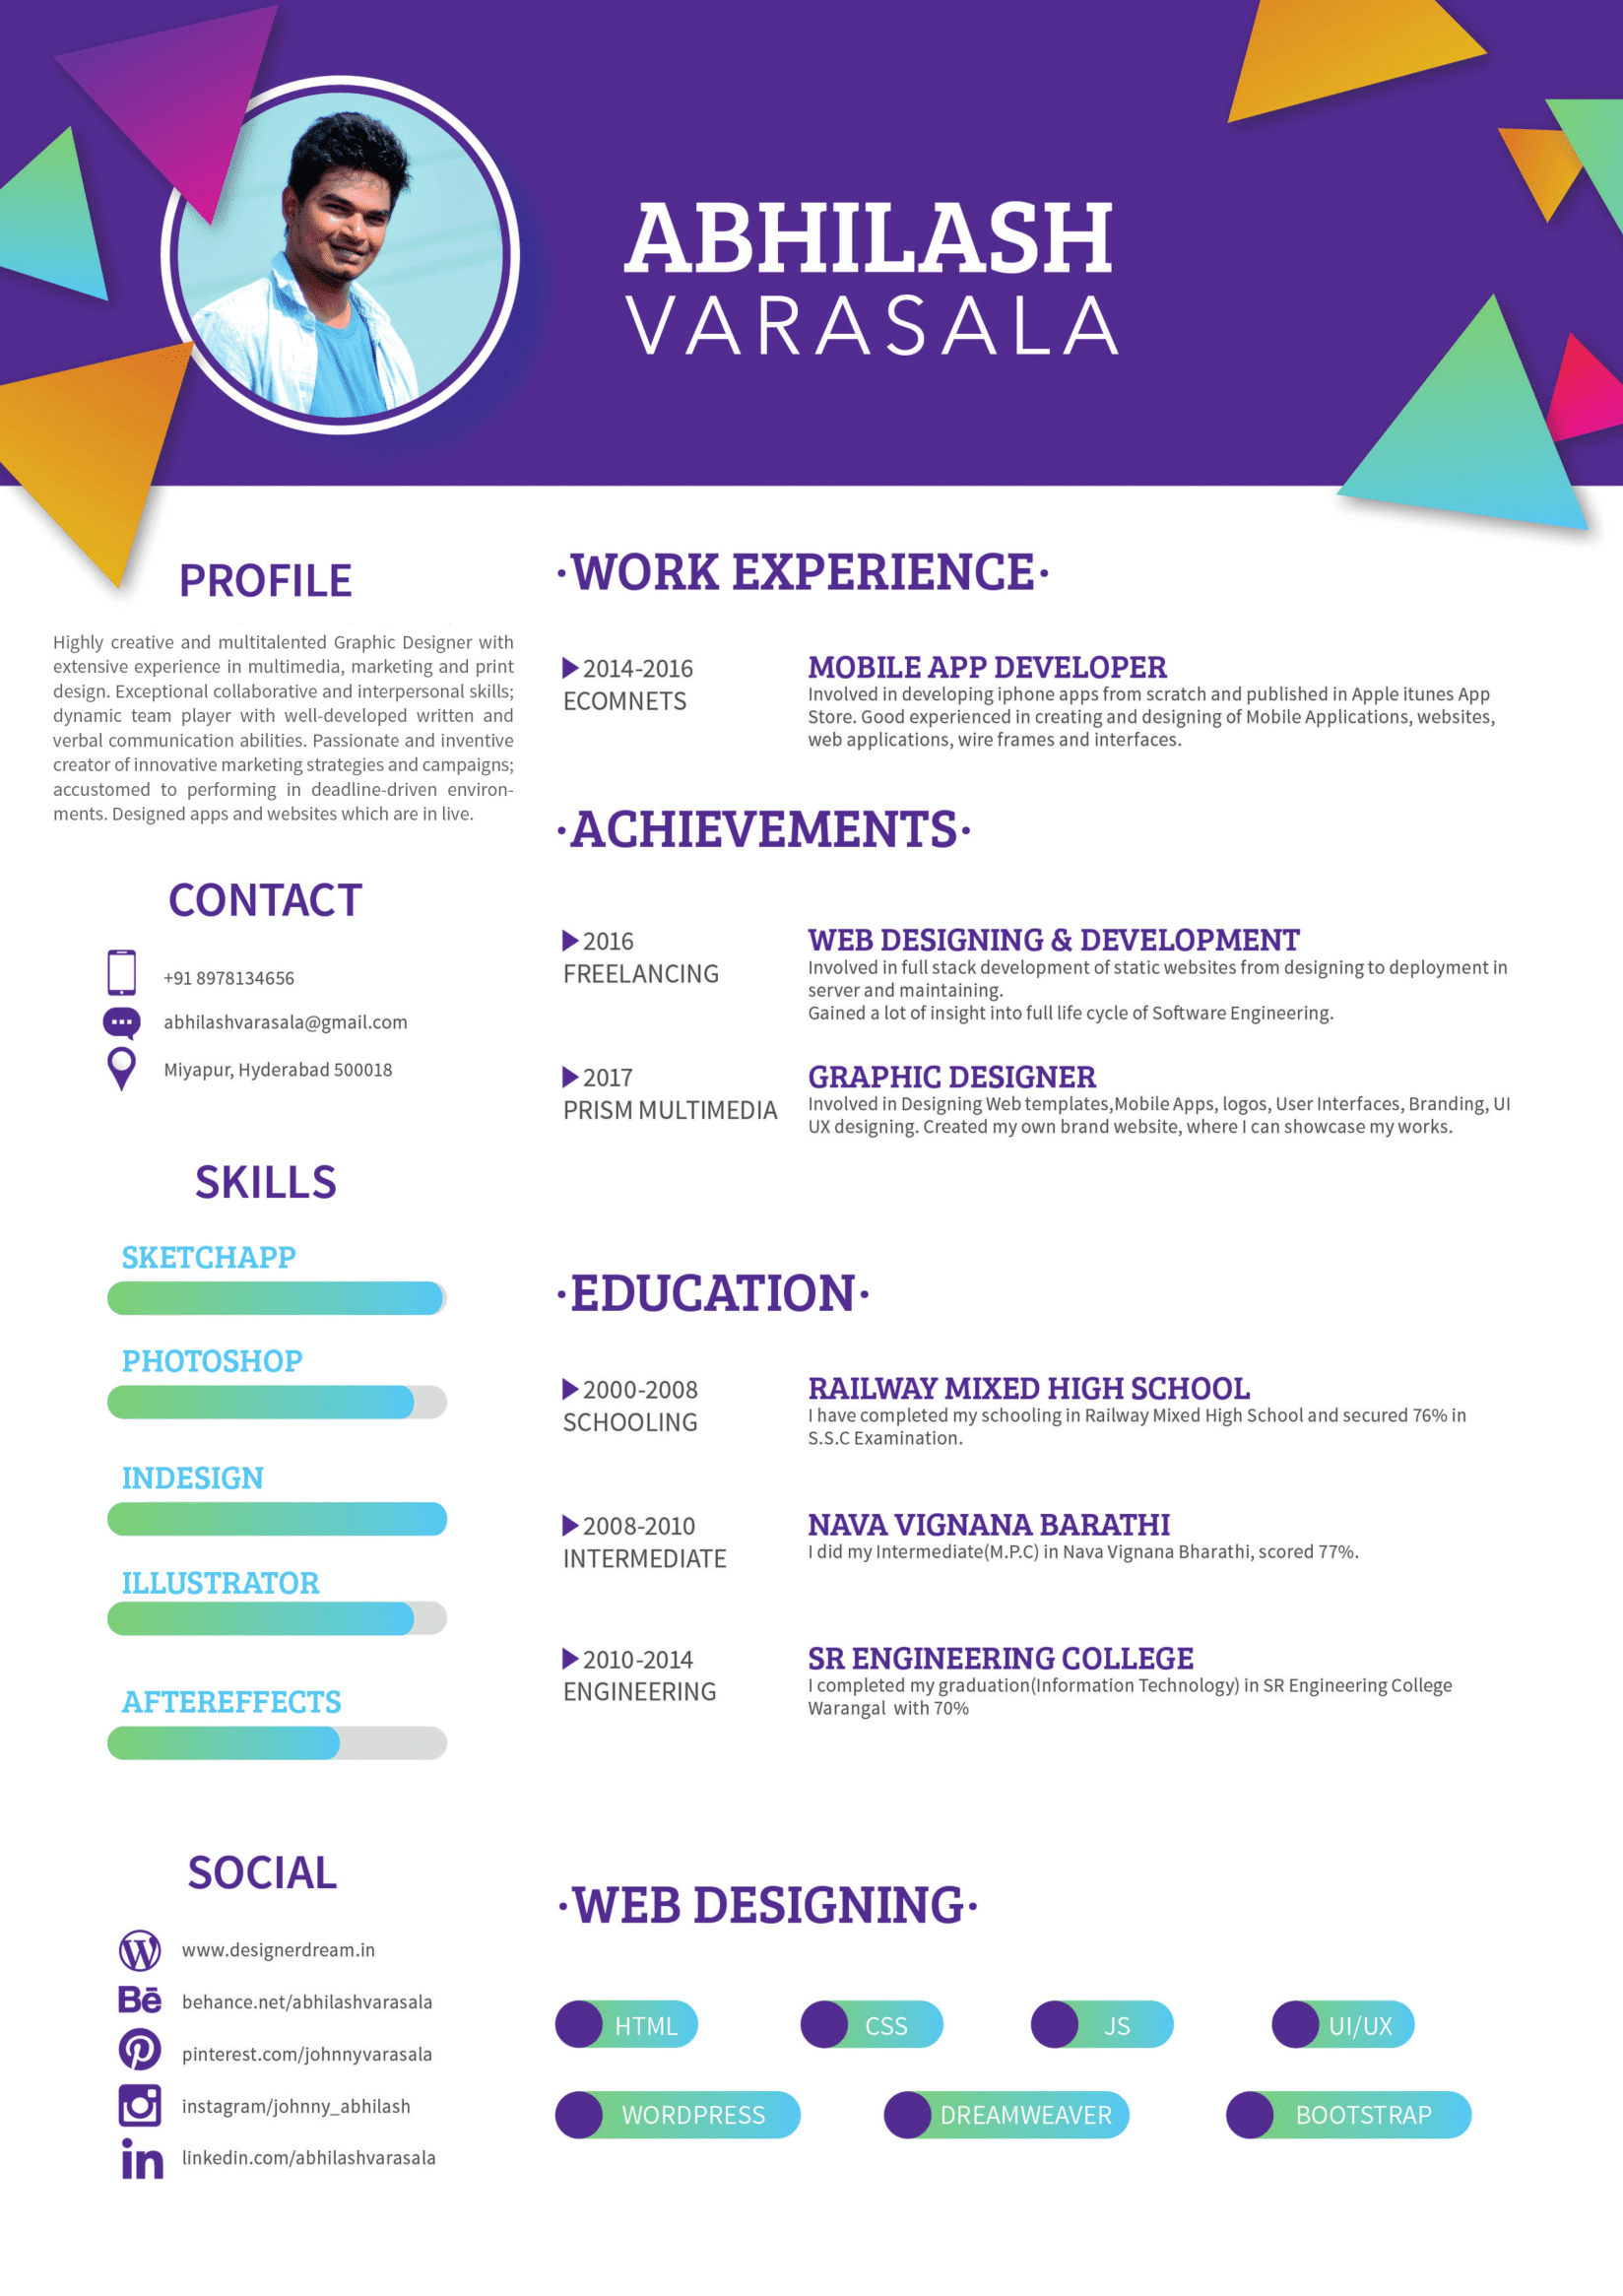 ABHILASH
VARASALA
PROFILE
Highly creative and multitalented Graphic Designer with
extensive experience in multimedia, marketing and print
design. Exceptional collaborative and interpersonal skills;
dynamic team player with well-developed written and
verbal communication abilities. Passionate and inventive
creator of innovative marketing strategies and campaigns;
accustomed to performing in deadline-driven environ-
ments. Designed apps and websites which are in live.
CONTACT
+91 8978134656
abhilashvarasala@gmail.com
Miyapur, Hyderabad 500018
SKILLS
SKETCHAPP
PHOTOSHOP
INDESIGN
ILLUSTRATOR
AFTEREFFECTS
SOCIAL
www.designerdream.in
Bē behance.net/abhilashvarasala
pinterest.com/johnnyvarasala
instagram/johnny_abhilash
in linkedin.com/abhilashvarasala
·WORK EXPERIENCE·
2014-2016
ECOMNETS
MOBILE APP DEVELOPER
Involved in developing iphone apps from scratch and published in Apple itunes App
Store. Good experienced in creating and designing of Mobile Applications, websites,
web applications, wire frames and interfaces.
·ACHIEVEMENTS·
2016
FREELANCING
WEB DESIGNING & DEVELOPMENT
Involved in full stack development of static websites from designing to deployment in
server and maintaining.
Gained a lot of insight into full life cycle of Software Engineering.
2017
PRISM MULTIMEDIA
GRAPHIC DESIGNER
Involved in Designing Web templates,Mobile Apps, logos, User Interfaces, Branding, UI
UX designing. Created my own brand website, where I can showcase my works.
·EDUCATION·
2000-2008
SCHOOLING
RAILWAY MIXED HIGH SCHOOL
I have completed my schooling in Railway Mixed High School and secured 76% in
S.S.C Examination.
2008-2010
INTERMEDIATE
NAVA VIGNANA BARATHI
I did my Intermediate(M.P.C) in Nava Vignana Bharathi, scored 77%.
2010-2014
ENGINEERING
SR ENGINEERING COLLEGE
I completed my graduation(Information Technology) in SR Engineering College
Warangal with 70%
·WEB DESIGNING·
HTML CSS JS UI/UX
WORDPRESS DREAMWEAVER BOOTSTRAP